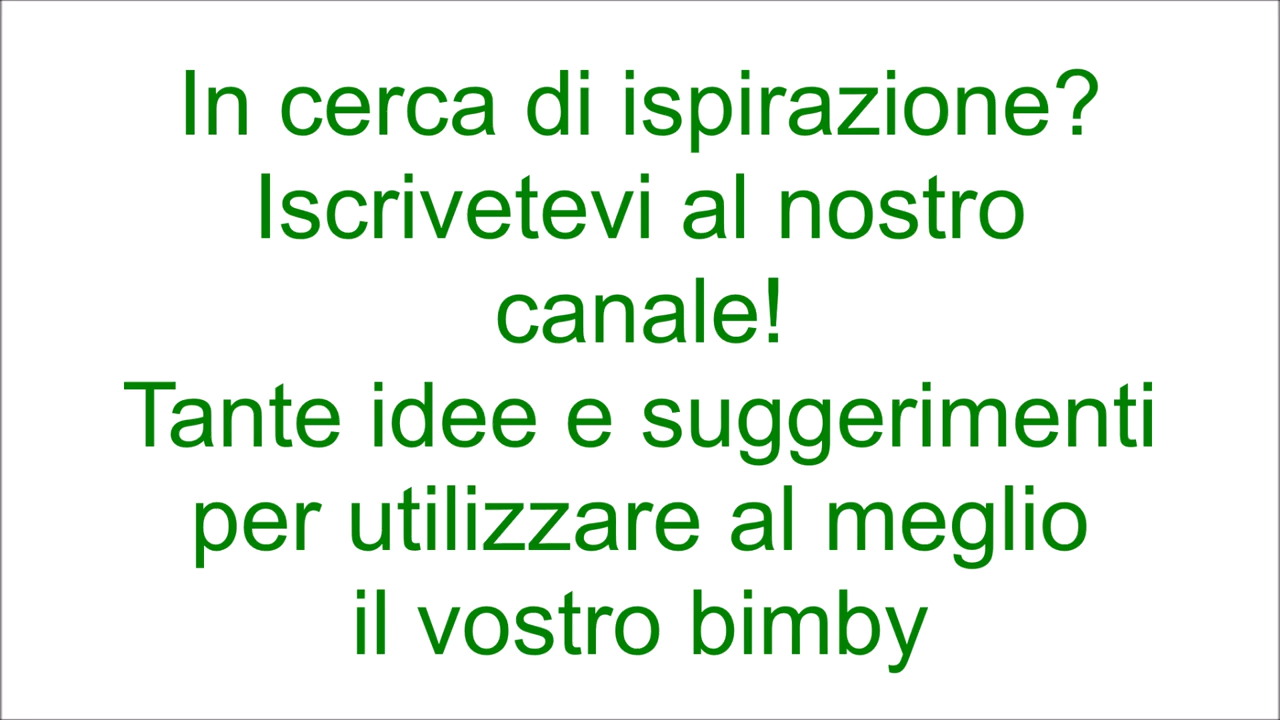 In cerca di ispirazione?
Iscrivetevi al nostro
canale!
Tante idee e suggerimenti
per utilizzare al meglio
il vostro bimby